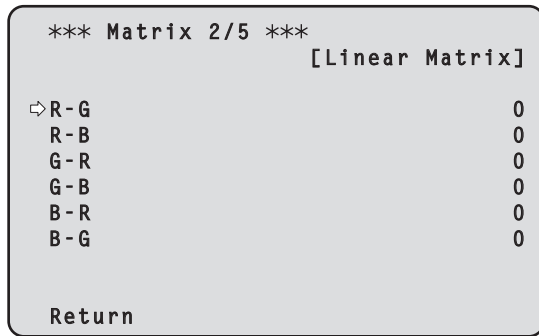 *** Matrix 2/5 ***
[Linear Matrix]
⇨R-G 0
R-B 0
G-R 0
G-B 0
B-R 0
B-G 0
Return